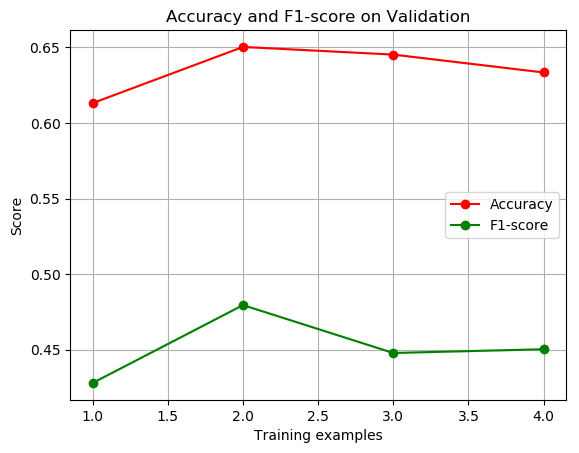 Accuracy and F1-score on Validation
0.65
0.60
0.55
0.50
0.45
Score
Accuracy
F1-score
1.0 1.5 2.0 2.5 3.0 3.5 4.0
Training examples